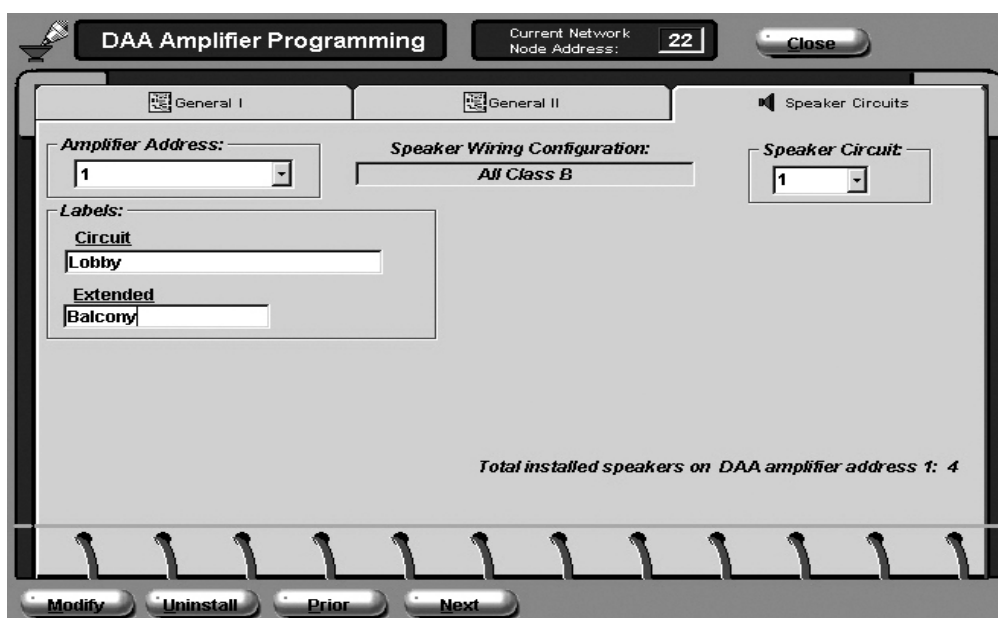 DAA Amplifier Programming
Current Network
Node Address:
22
Close
General I
General II
Speaker Circuits
Amplifier Address:
1
Speaker Wiring Configuration:
All Class B
Speaker Circuit:
1
Labels:
Circuit
Lobby
Extended
Balcony
Total installed speakers on DAA amplifier address 1: 4
Modify
Uninstall
Prior
Next